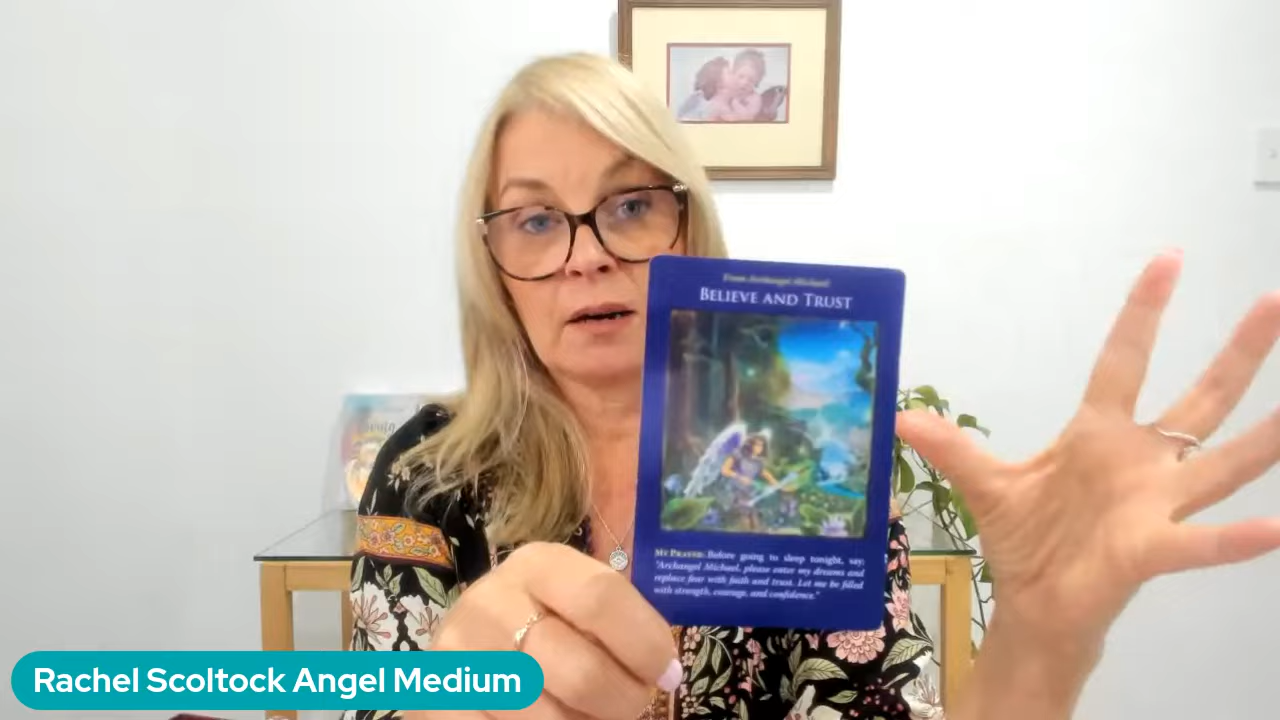 From Archangel Michael:
BELIEVE AND TRUST
MY PRAYER: Before going to sleep tonight, say:
"Archangel Michael, please enter my dreams and
replace fear with faith and trust. Let me be filled
with strength, courage, and confidence."
Rachel Scoltock Angel Medium